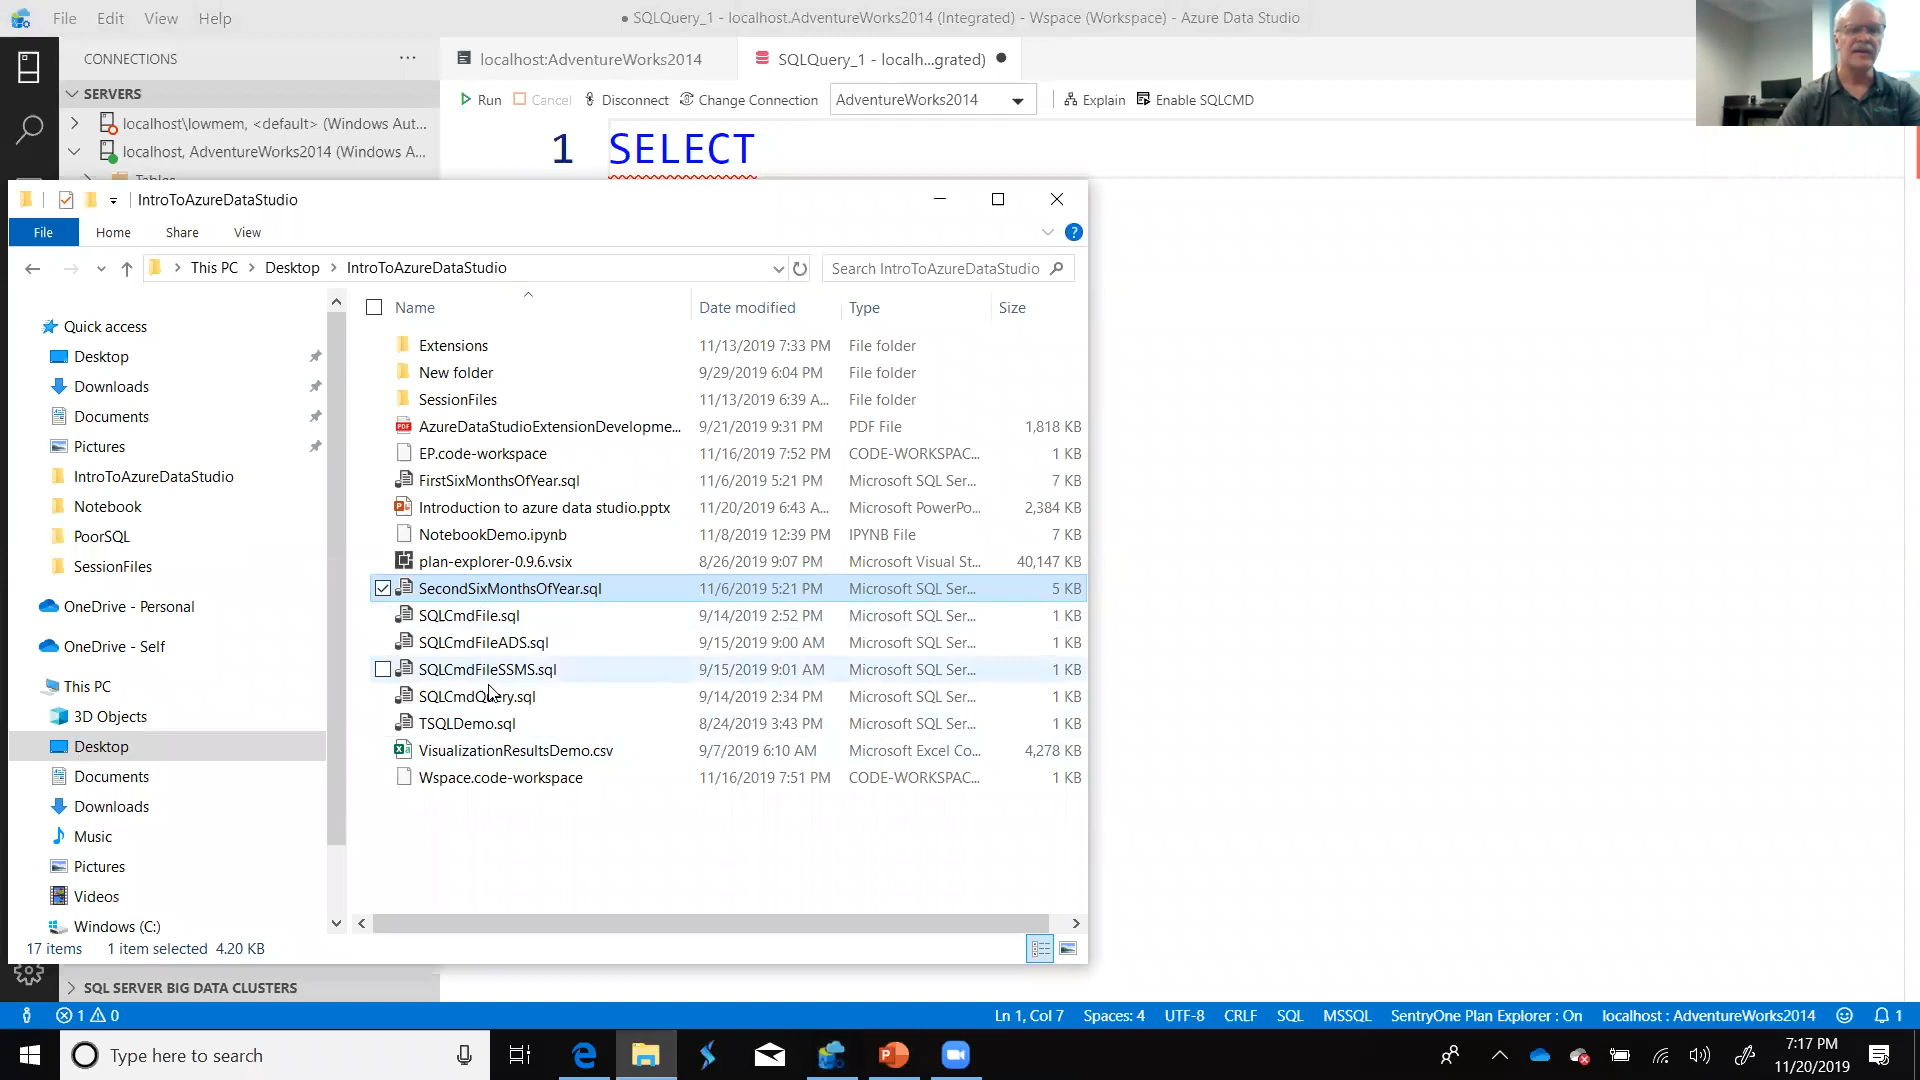 File Edit View Help
● SQLQuery_1 - localhost.AdventureWorks2014 (Integrated) - Wspace (Workspace) - Azure Data Studio
CONNECTIONS ...
SERVERS
localhost\lowmem, <default> (Windows Aut...
localhost, AdventureWorks2014 (Windows A...
Tables
localhost:AdventureWorks2014
SQLQuery_1 - localh...grated) ●
Run Cancel Disconnect Change Connection AdventureWorks2014 Explain Enable SQLCMD
1 SELECT
IntroToAzureDataStudio
File Home Share View
This PC Desktop IntroToAzureDataStudio
Search IntroToAzureDataStudio
Quick access
Desktop
Downloads
Documents
Pictures
IntroToAzureDataStudio
Notebook
PoorSQL
SessionFiles
OneDrive - Personal
OneDrive - Self
This PC
3D Objects
Desktop
Documents
Downloads
Music
Pictures
Videos
Windows (C:)
Name Date modified Type Size
Extensions 11/13/2019 7:33 PM File folder
New folder 9/29/2019 6:04 PM File folder
SessionFiles 11/13/2019 6:39 A... File folder
AzureDataStudioExtensionDevelopme... 9/21/2019 9:31 PM PDF File 1,818 KB
EP.code-workspace 11/16/2019 7:52 PM CODE-WORKSPAC... 1 KB
FirstSixMonthsOfYear.sql 11/6/2019 5:21 PM Microsoft SQL Ser... 7 KB
Introduction to azure data studio.pptx 11/20/2019 6:43 A... Microsoft PowerPo... 2,384 KB
NotebookDemo.ipynb 11/8/2019 12:39 PM IPYNB File 7 KB
plan-explorer-0.9.6.vsix 8/26/2019 9:07 PM Microsoft Visual St... 40,147 KB
SecondSixMonthsOfYear.sql 11/6/2019 5:21 PM Microsoft SQL Ser... 5 KB
SQLCmdFile.sql 9/14/2019 2:52 PM Microsoft SQL Ser... 1 KB
SQLCmdFileADS.sql 9/15/2019 9:00 AM Microsoft SQL Ser... 1 KB
SQLCmdFileSSMS.sql 9/15/2019 9:01 AM Microsoft SQL Ser... 1 KB
SQLCmdQuery.sql 9/14/2019 2:34 PM Microsoft SQL Ser... 1 KB
TSQLDemo.sql 8/24/2019 3:43 PM Microsoft SQL Ser... 1 KB
VisualizationResultsDemo.csv 9/7/2019 6:10 AM Microsoft Excel Co... 4,278 KB
Wspace.code-workspace 11/16/2019 7:51 PM CODE-WORKSPAC... 1 KB
17 items 1 item selected 4.20 KB
SQL SERVER BIG DATA CLUSTERS
1 0 Ln 1, Col 7 Spaces: 4 UTF-8 CRLF SQL MSSQL SentryOne Plan Explorer : On localhost : AdventureWorks2014 1
Type here to search
7:17 PM
11/20/2019